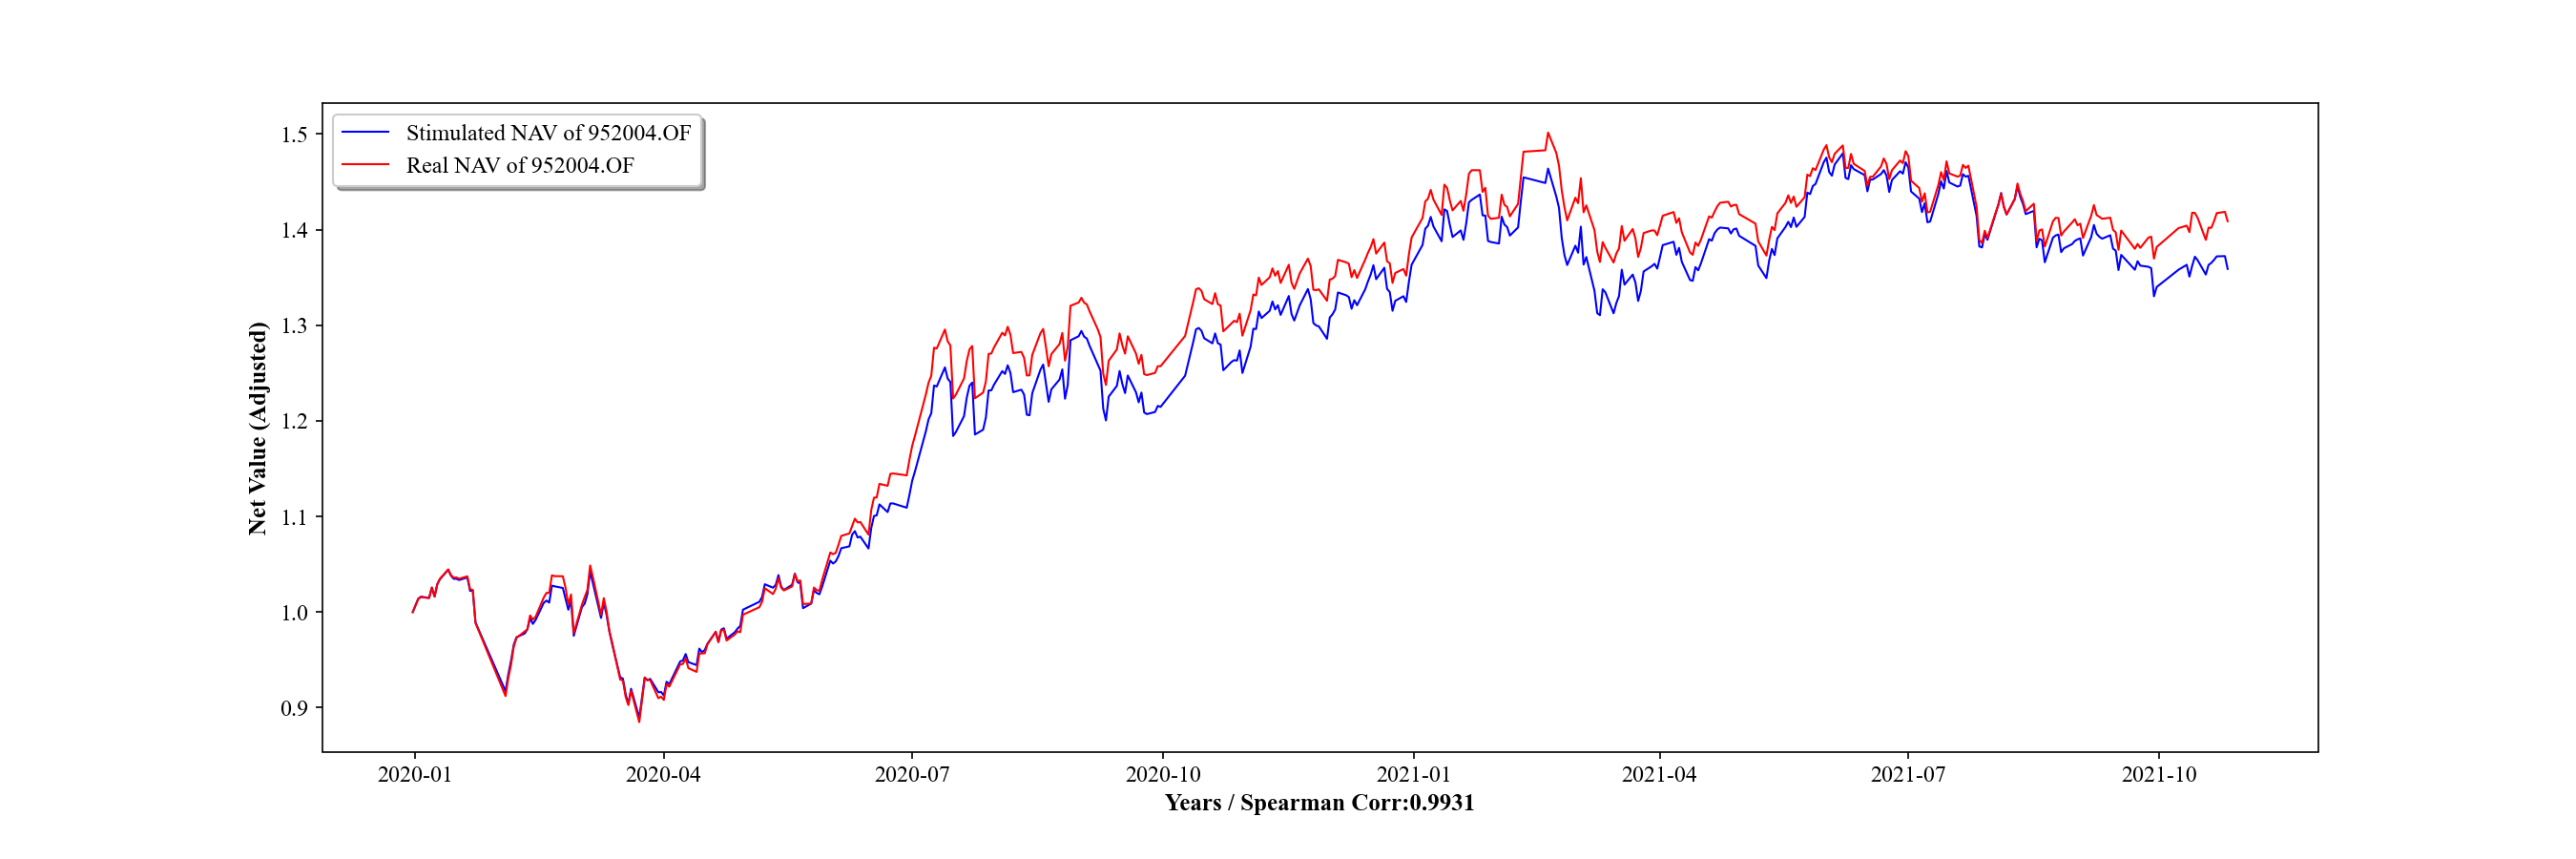 Stimulated NAV of 952004.OF
Real NAV of 952004.OF
Net Value (Adjusted)
1.5
1.4
1.3
1.2
1.1
1.0
0.9
2020-01 2020-04 2020-07 2020-10 2021-01 2021-04 2021-07 2021-10
Years / Spearman Corr:0.9931